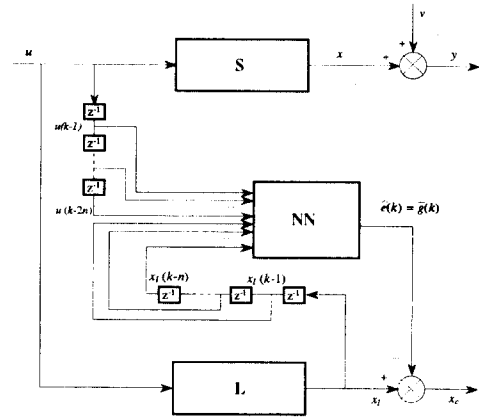 v
u
S
x
+
+
y
z⁻¹
u(k-1)
z⁻¹
z⁻¹
u (k-2n)
NN
ê(k) = ĝ(k)
x_l (k-n)
x_l (k-1)
z⁻¹
z⁻¹
z⁻¹
L
+
x_l
x_c